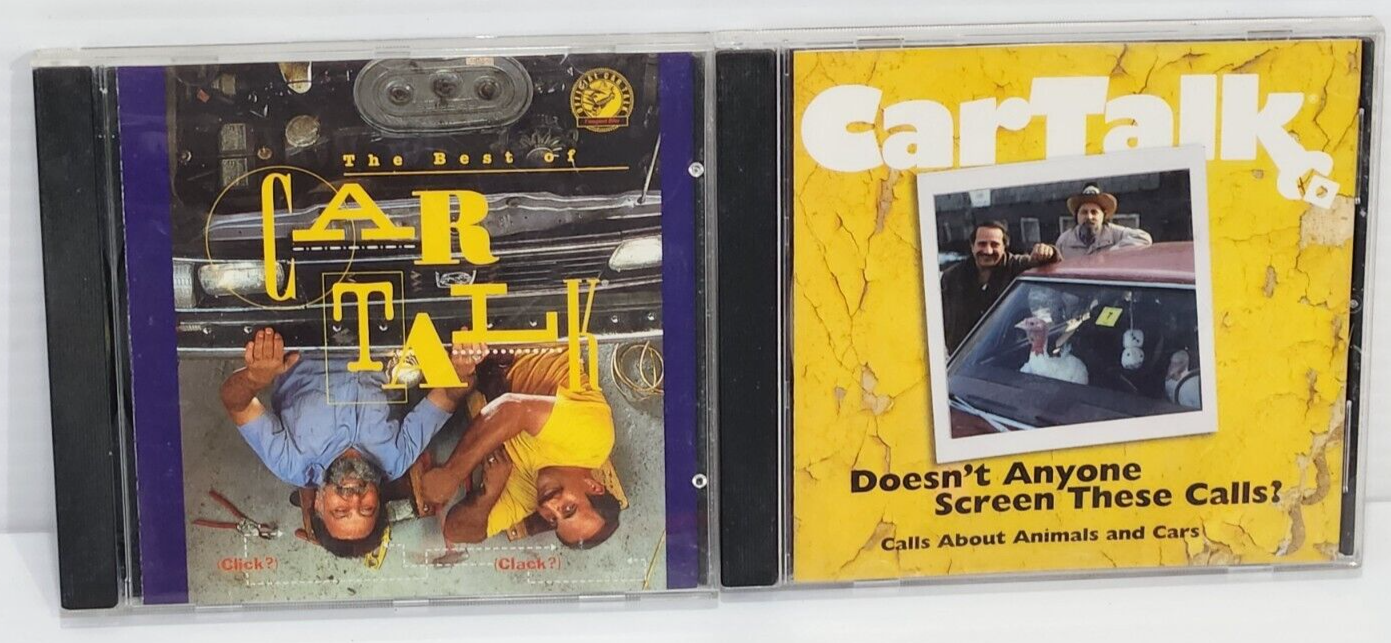 The Best of
CAR
TALK
(Click?)
(Clack?)
CarTalk
Doesn't Anyone
Screen These Calls?
Calls About Animals and Cars